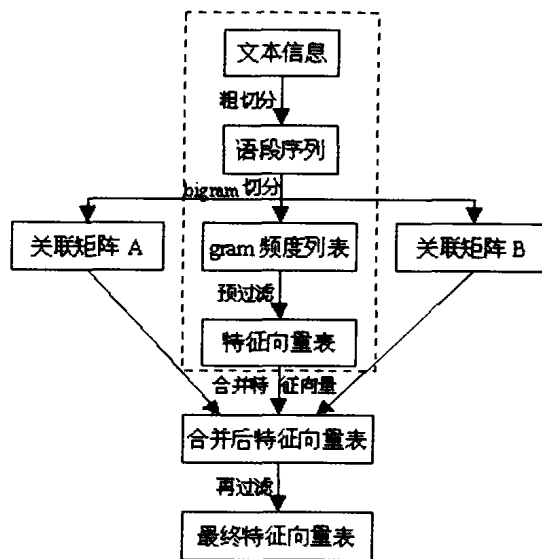 文本信息
粗切分
语段序列
bigram 切分
关联矩阵 A
gram 频度列表
关联矩阵 B
预过滤
特征向量表
合并特 征向量
合并后特征向量表
再过滤
最终特征向量表